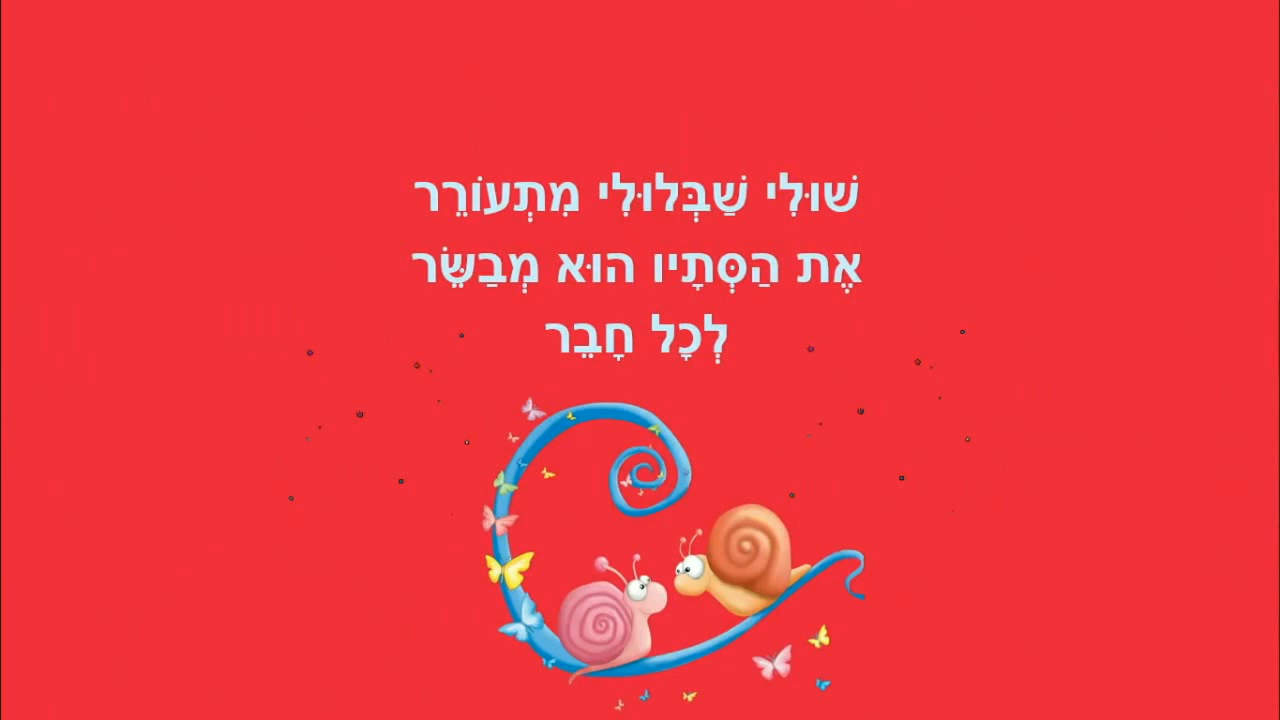 שׁוּלִי שַׁבְּלוּלִי מִתְעוֹרֵר
אֶת הַסְּתָיו הוּא מְבַשֵּׂר
לְכָל חָבֵר